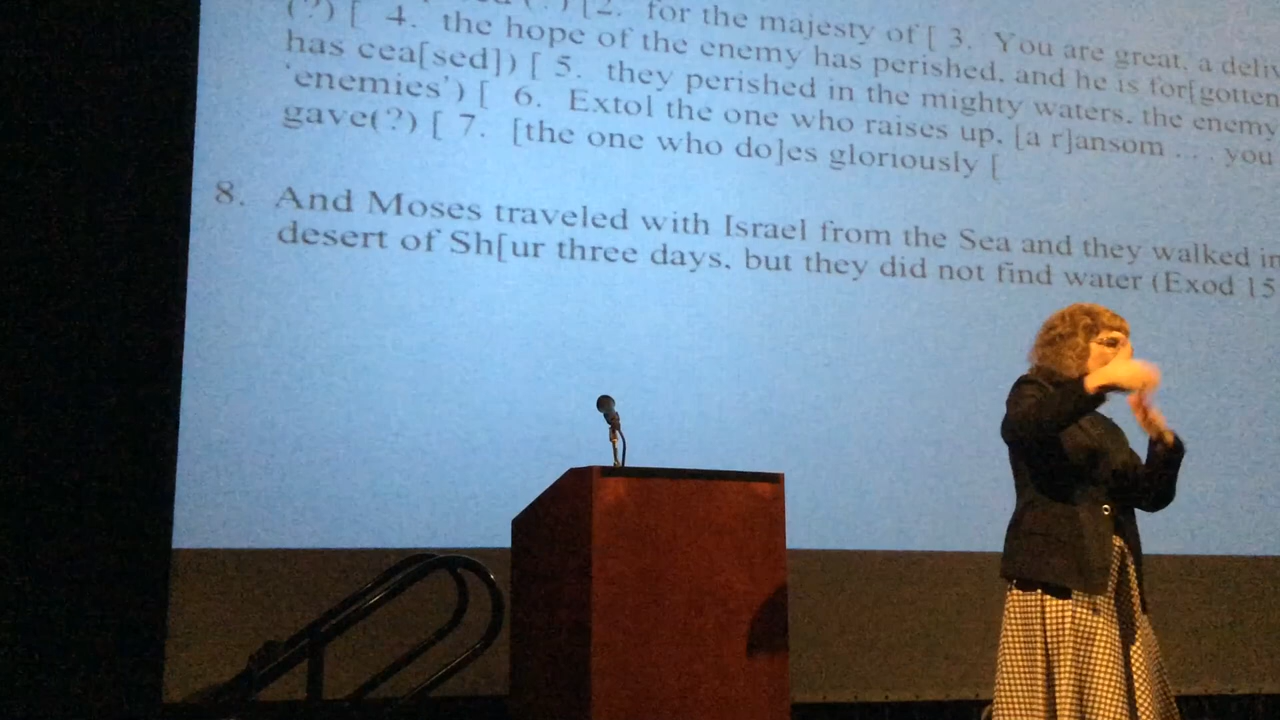 (?) [2. for the majesty of [ 3. You are great, a deliv
(?) [ 4. the hope of the enemy has perished, and he is for[gotten
has cea[sed]) [ 5. they perished in the mighty waters, the enemy
'enemies') [ 6. Extol the one who raises up, [a r]ansom ... you
gave(?) [ 7. [the one who do]es gloriously [
8. And Moses traveled with Israel from the Sea and they walked in
desert of Sh[ur three days, but they did not find water (Exod 15